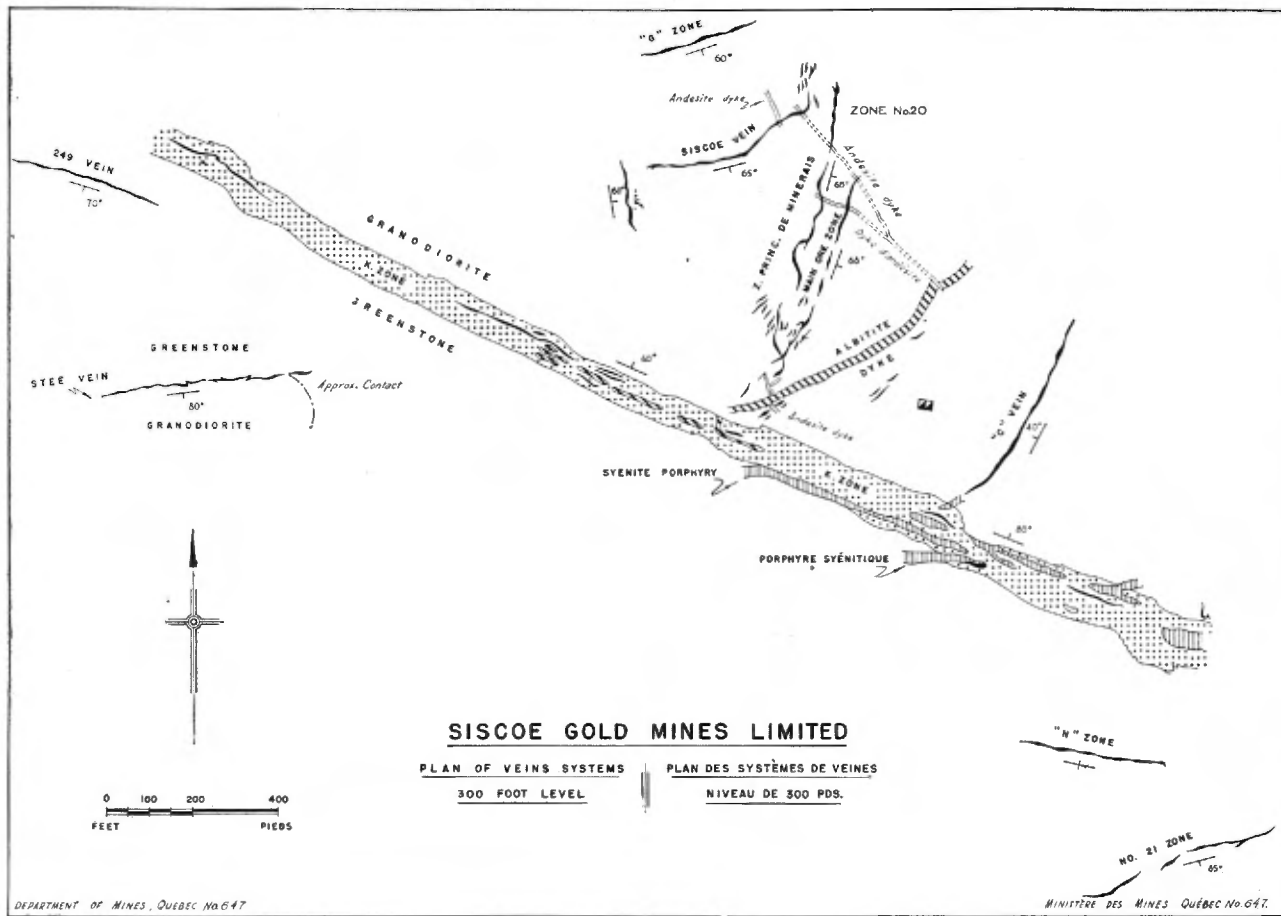 "B" ZONE
60°
Andesite dyke
ZONE No.20
SISCOE VEIN
65°
249 VEIN
70°
Andesite dyke
68°
Z. PRINC. DE MINERAIS
MAIN ORE ZONE
Dyke d'andésite
68°
GRANODIORITE
K. ZONE
GREENSTONE
ALBITITE
DYKE
GREENSTONE
STEE VEIN
Approx. Contact
80°
GRANODIORITE
60°
"C" VEIN
Andesite dyke
SYENITE PORPHYRY
K. ZONE
80°
PORPHYRE SYÉNITIQUE
SISCOE GOLD MINES LIMITED
PLAN OF VEINS SYSTEMS
300 FOOT LEVEL
PLAN DES SYSTÈMES DE VEINES
NIVEAU DE 300 PDS.
"N" ZONE
0 100 200 400
FEET PIEDS
NO. 21 ZONE
65°
DEPARTMENT OF MINES, QUEBEC No.647
MINISTÈRE DES MINES QUÉBEC No.647.